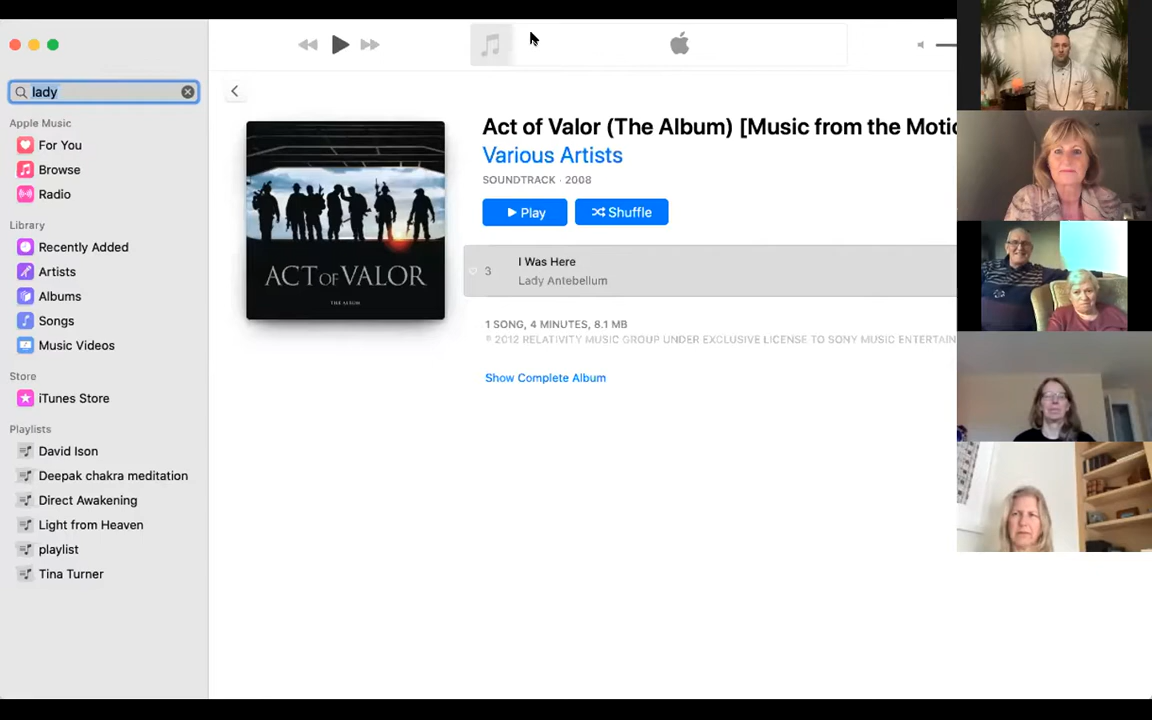 lady
Apple Music
For You
Browse
Radio
Library
Recently Added
Artists
Albums
Songs
Music Videos
Store
iTunes Store
Playlists
David Ison
Deepak chakra meditation
Direct Awakening
Light from Heaven
playlist
Tina Turner
ACT OF VALOR
THE ALBUM
Act of Valor (The Album) [Music from the Motio
Various Artists
SOUNDTRACK · 2008
Play
Shuffle
3
I Was Here
Lady Antebellum
1 SONG, 4 MINUTES, 8.1 MB
℗ 2012 RELATIVITY MUSIC GROUP UNDER EXCLUSIVE LICENSE TO SONY MUSIC ENTERTAIN
Show Complete Album